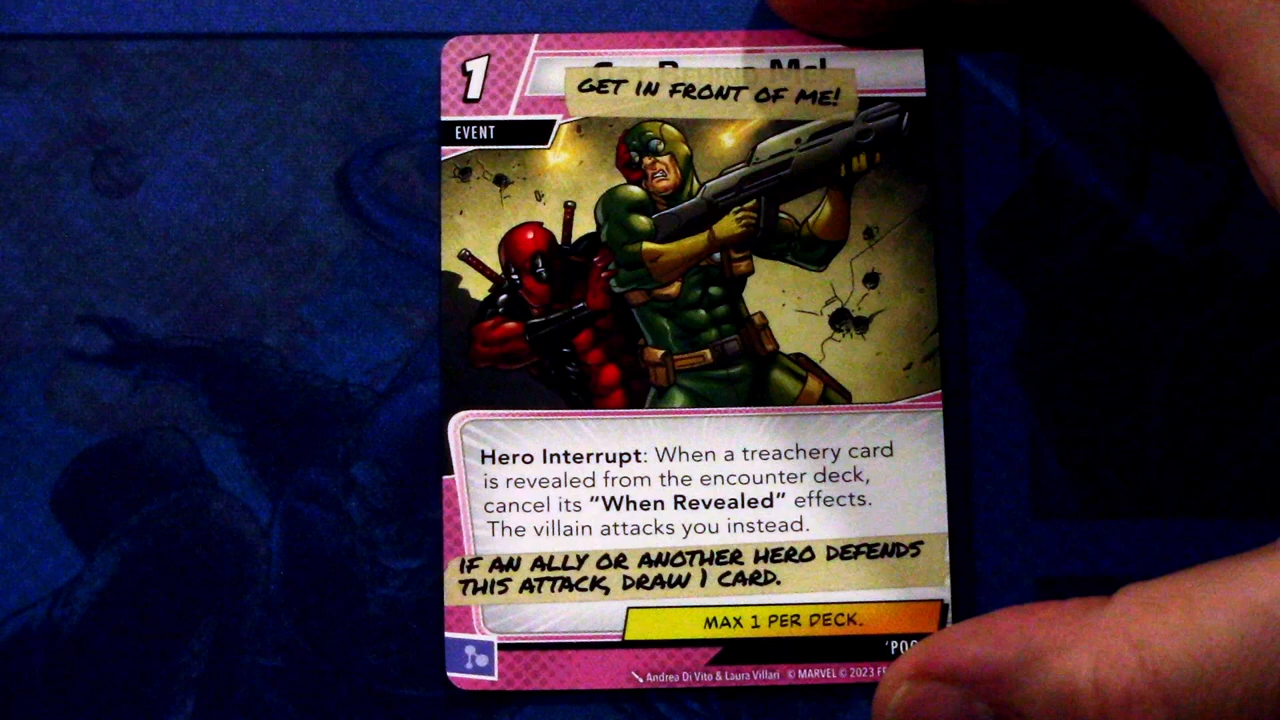 1
GET IN FRONT OF ME!
EVENT
Hero Interrupt: When a treachery card
is revealed from the encounter deck,
cancel its "When Revealed" effects.
The villain attacks you instead.
IF AN ALLY OR ANOTHER HERO DEFENDS
THIS ATTACK, DRAW 1 CARD.
MAX 1 PER DECK.
Andrea Di Vito & Laura Villari © MARVEL © 2023